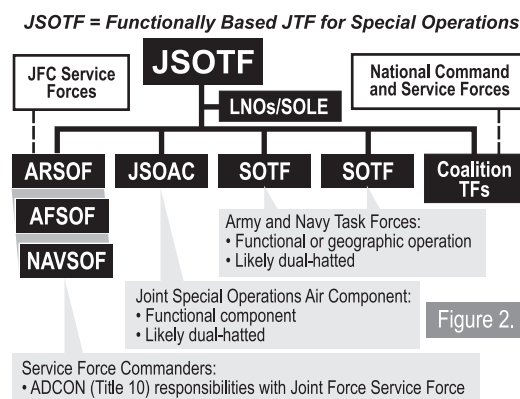 JSOTF = Functionally Based JTF for Special Operations
JFC Service
Forces
JSOTF
National Command
and Service Forces
LNOs/SOLE
ARSOF
JSOAC
SOTF
SOTF
Coalition
TFs
AFSOF
NAVSOF
Army and Navy Task Forces:
• Functional or geographic operation
• Likely dual-hatted
Joint Special Operations Air Component:
• Functional component
• Likely dual-hatted
Figure 2.
Service Force Commanders:
• ADCON (Title 10) responsibilities with Joint Force Service Force